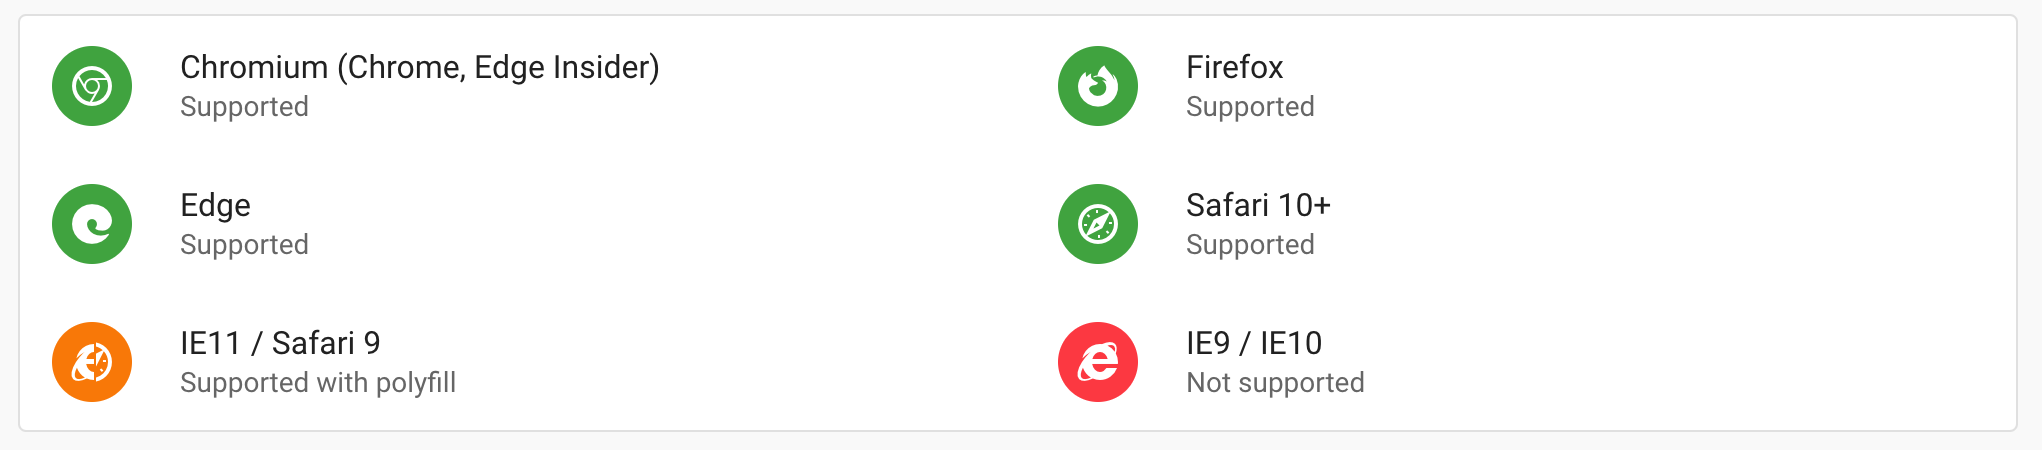 Chromium (Chrome, Edge Insider)
Supported
Firefox
Supported
Edge
Supported
Safari 10+
Supported
IE11 / Safari 9
Supported with polyfill
IE9 / IE10
Not supported